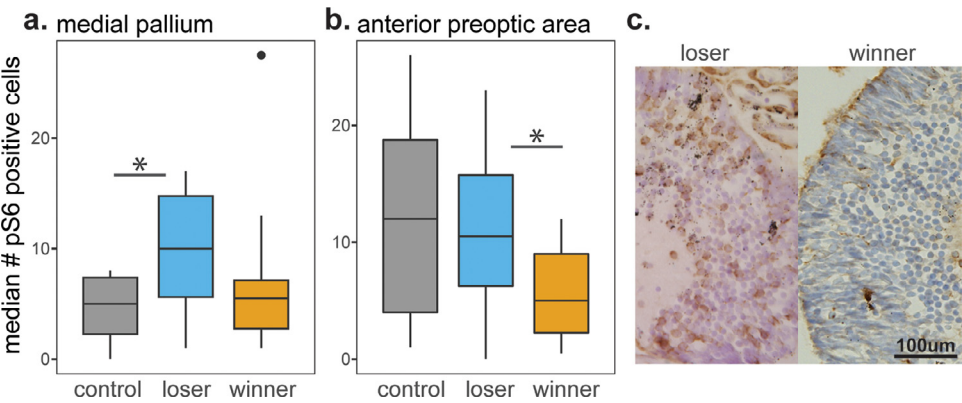 a. medial pallium
b. anterior preoptic area
c.
median # pS6 positive cells
20
10
0
*
control loser winner
20
10
0
*
control loser winner
loser winner
100um